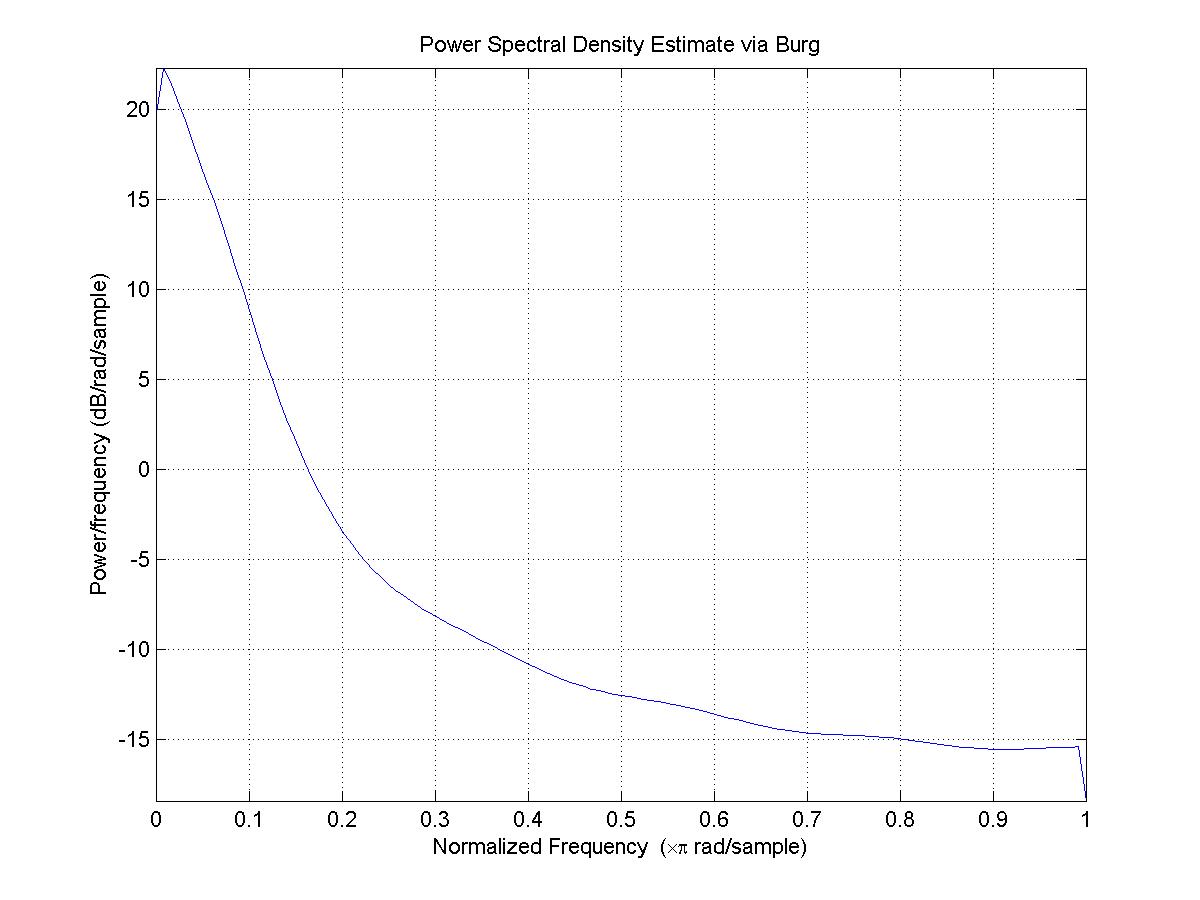 Power Spectral Density Estimate via Burg
20
15
10
5
0
-5
-10
-15
Power/frequency (dB/rad/sample)
0 0.1 0.2 0.3 0.4 0.5 0.6 0.7 0.8 0.9 1
Normalized Frequency (×π rad/sample)